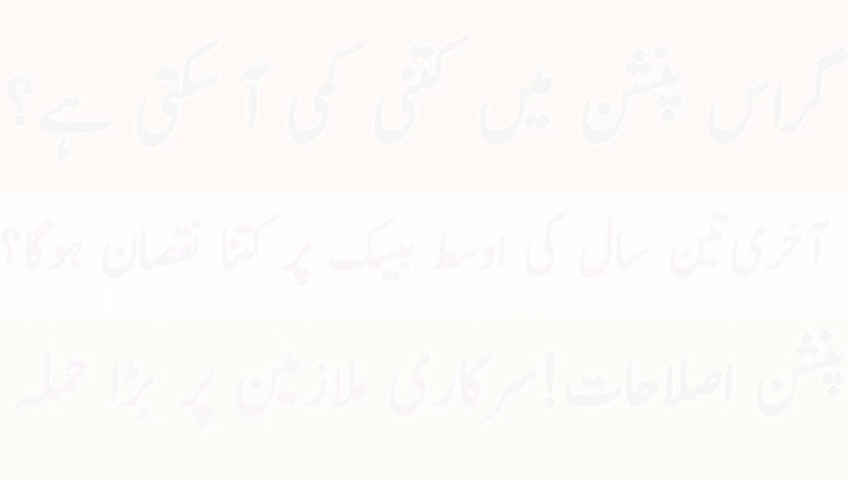 گراس پنشن میں کتنی کمی آ سکتی ہے؟
آخری تین سال کی اوسط بیسک پر کتنا نقصان ہوگا؟
پنشن اصلاحات!سرکاری ملازمین پر بڑا حملہ